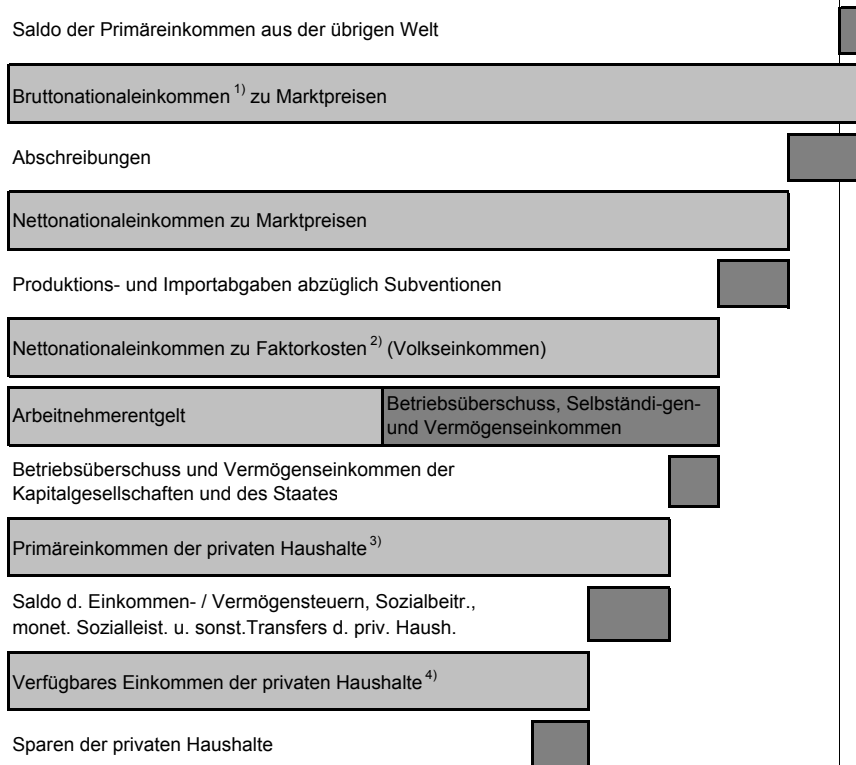 Saldo der Primäreinkommen aus der übrigen Welt
Bruttonationaleinkommen 1) zu Marktpreisen
Abschreibungen
Nettonationaleinkommen zu Marktpreisen
Produktions- und Importabgaben abzüglich Subventionen
Nettonationaleinkommen zu Faktorkosten 2) (Volkseinkommen)
Arbeitnehmerentgelt
Betriebsüberschuss, Selbständi-gen-
und Vermögenseinkommen
Betriebsüberschuss und Vermögenseinkommen der
Kapitalgesellschaften und des Staates
Primäreinkommen der privaten Haushalte 3)
Saldo d. Einkommen- / Vermögensteuern, Sozialbeitr.,
monet. Sozialleist. u. sonst.Transfers d. priv. Haush.
Verfügbares Einkommen der privaten Haushalte 4)
Sparen der privaten Haushalte